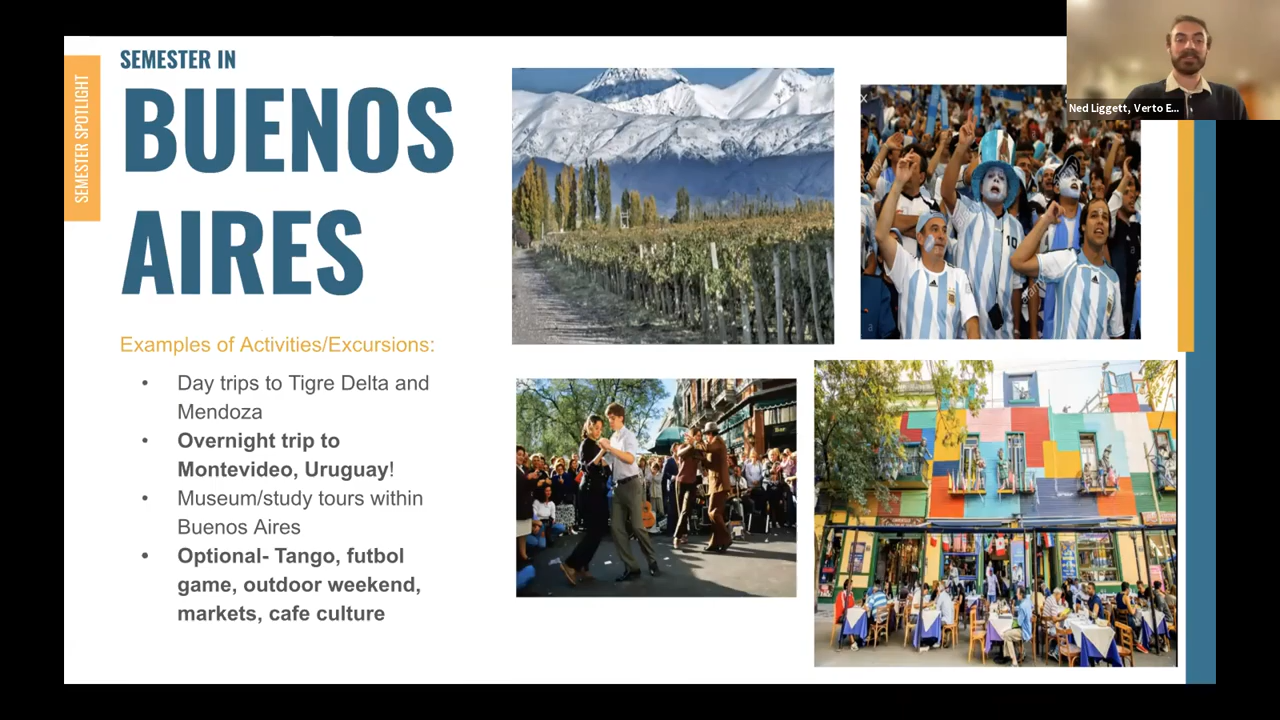 SEMESTER SPOTLIGHT
SEMESTER IN
BUENOS
AIRES
Examples of Activities/Excursions:
• Day trips to Tigre Delta and
Mendoza
• Overnight trip to
Montevideo, Uruguay!
• Museum/study tours within
Buenos Aires
• Optional- Tango, futbol
game, outdoor weekend,
markets, cafe culture
10
Ned Liggett, Verto E...